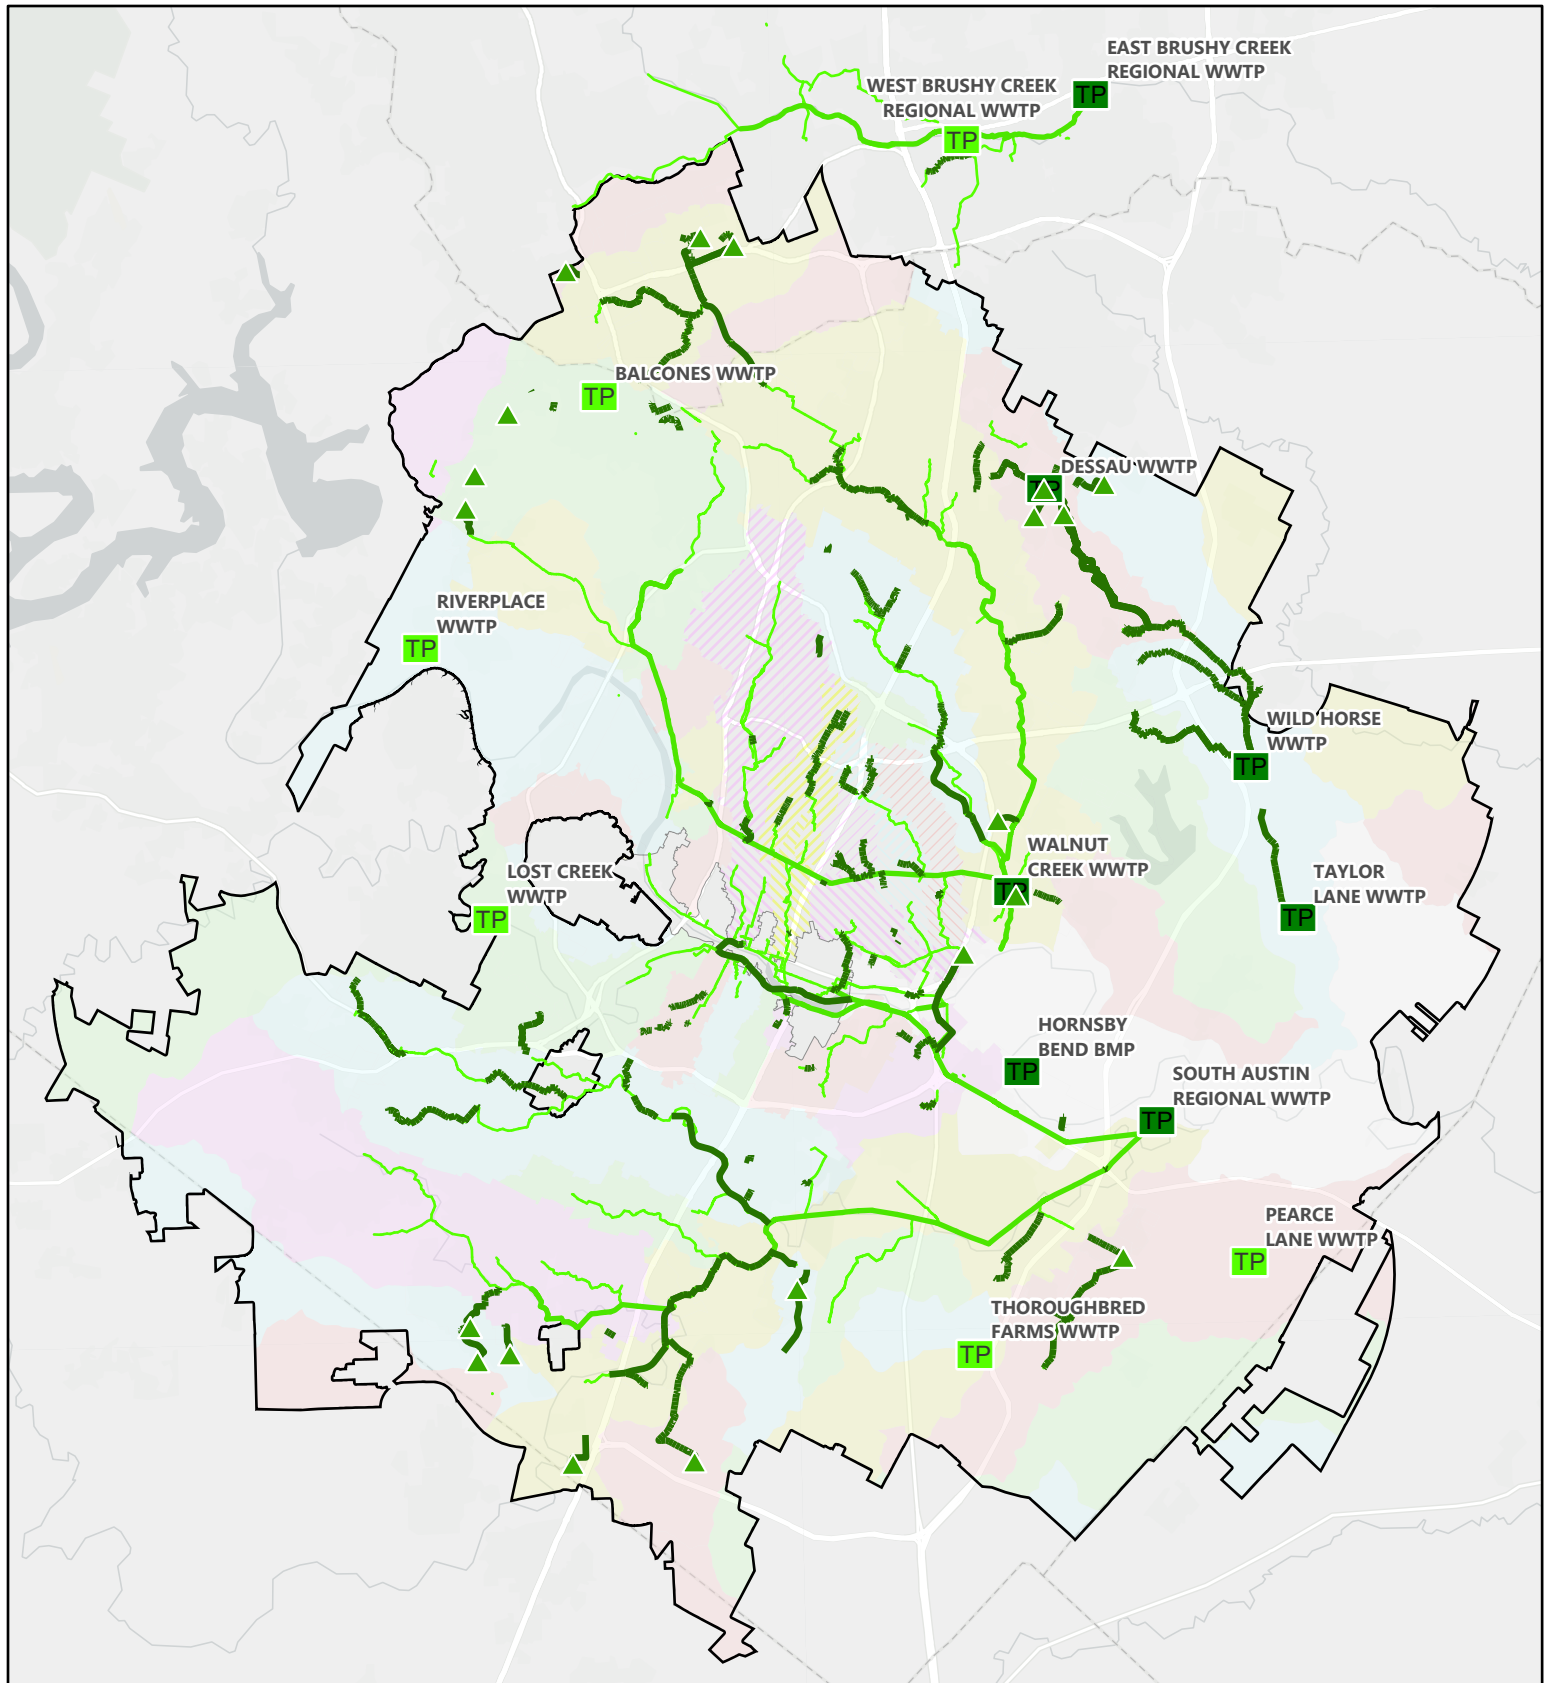 EAST BRUSHY CREEK
REGIONAL WWTP
TP
WEST BRUSHY CREEK
REGIONAL WWTP
TP
BALCONES WWTP
TP
DESSAU WWTP
TP
RIVERPLACE
WWTP
TP
WILD HORSE
WWTP
TP
WALNUT
CREEK WWTP
TP
LOST CREEK
WWTP
TP
TAYLOR
LANE WWTP
TP
HORNSBY
BEND BMP
TP
SOUTH AUSTIN
REGIONAL WWTP
TP
PEARCE
LANE WWTP
TP
THOROUGHBRED
FARMS WWTP
TP